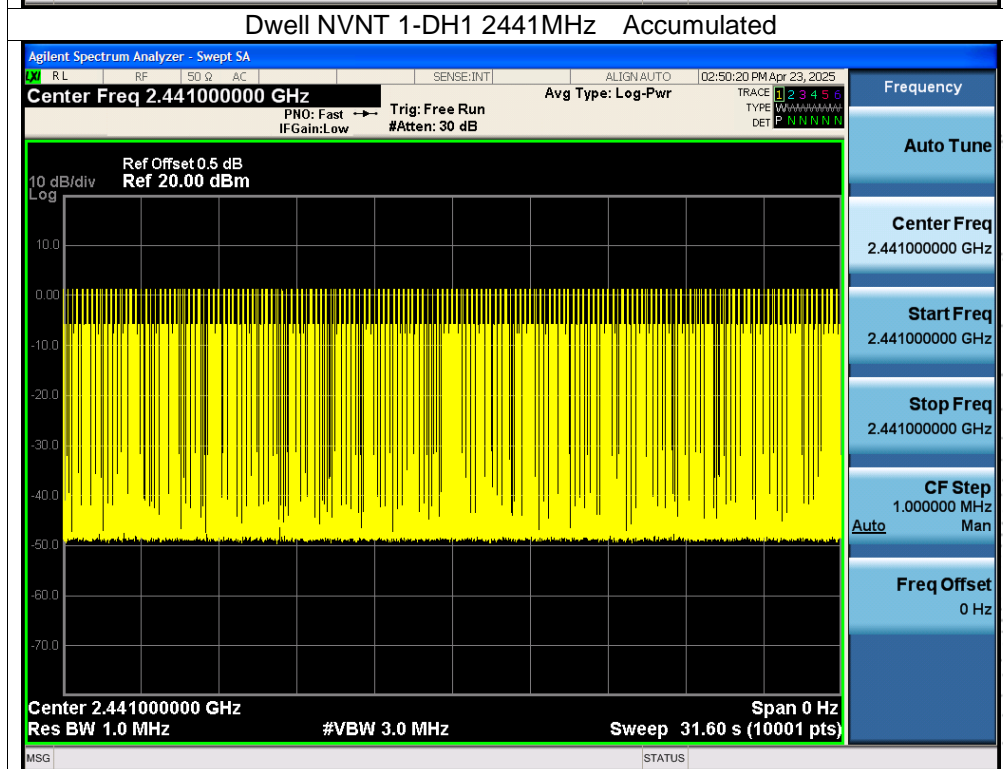 Dwell NVNT 1-DH1 2441MHz Accumulated
Agilent Spectrum Analyzer - Swept SA
LXI RL RF 50 Ω AC SENSE:INT ALIGN AUTO 02:50:20 PM Apr 23, 2025
Center Freq 2.441000000 GHz
PNO: Fast
IFGain:Low
Trig: Free Run
#Atten: 30 dB
Avg Type: Log-Pwr
TRACE 1 2 3 4 5 6
TYPE WWWWWW
DET P N N N N N
Ref Offset 0.5 dB
10 dB/div Ref 20.00 dBm
Log
10.0
0.00
-10.0
-20.0
-30.0
-40.0
-50.0
-60.0
-70.0
Center 2.441000000 GHz Span 0 Hz
Res BW 1.0 MHz #VBW 3.0 MHz Sweep 31.60 s (10001 pts)
MSG STATUS
Frequency
Auto Tune
Center Freq
2.441000000 GHz
Start Freq
2.441000000 GHz
Stop Freq
2.441000000 GHz
CF Step
1.000000 MHz
Auto Man
Freq Offset
0 Hz